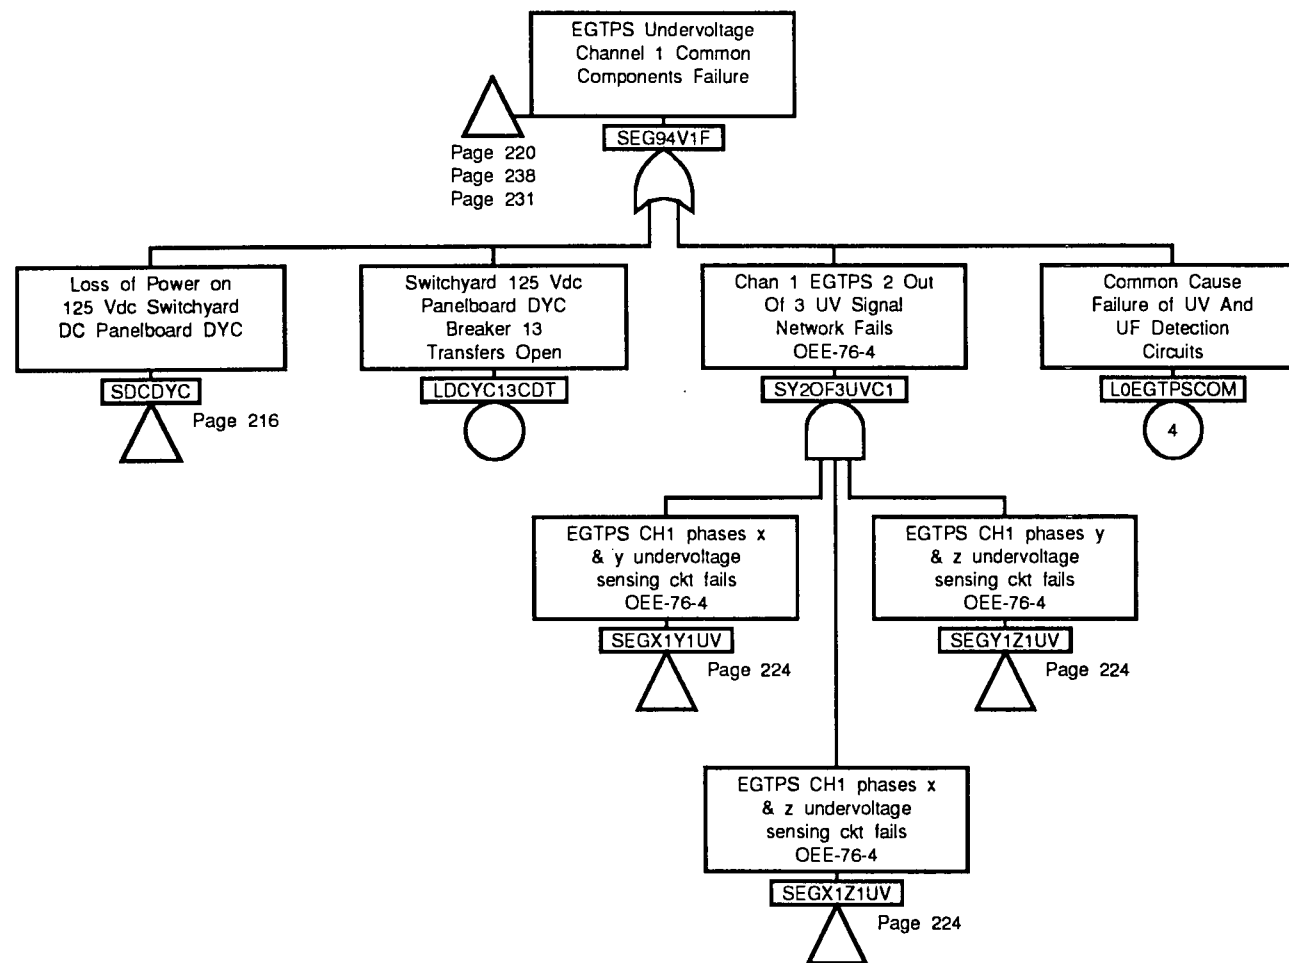 EGTPS Undervoltage
Channel 1 Common
Components Failure
SEG94V1F
Page 220
Page 238
Page 231
Loss of Power on
125 Vdc Switchyard
DC Panelboard DYC
SDCDYC
Page 216
Switchyard 125 Vdc
Panelboard DYC
Breaker 13
Transfers Open
LDCYC13CDT
Chan 1 EGTPS 2 Out
Of 3 UV Signal
Network Fails
OEE-76-4
SY2OF3UVC1
Common Cause
Failure of UV And
UF Detection
Circuits
L0EGTPSCOM
4
EGTPS CH1 phases x
& y undervoltage
sensing ckt fails
OEE-76-4
SEGX1Y1UV
Page 224
EGTPS CH1 phases y
& z undervoltage
sensing ckt fails
OEE-76-4
SEGY1Z1UV
Page 224
EGTPS CH1 phases x
& z undervoltage
sensing ckt fails
OEE-76-4
SEGX1Z1UV
Page 224